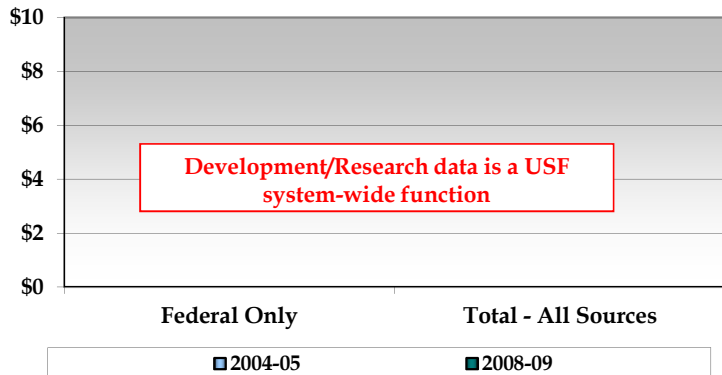 $10
$8
$6
Development/Research data is a USF
system-wide function
$4
$2
$0
Federal Only Total - All Sources
2004-05 2008-09